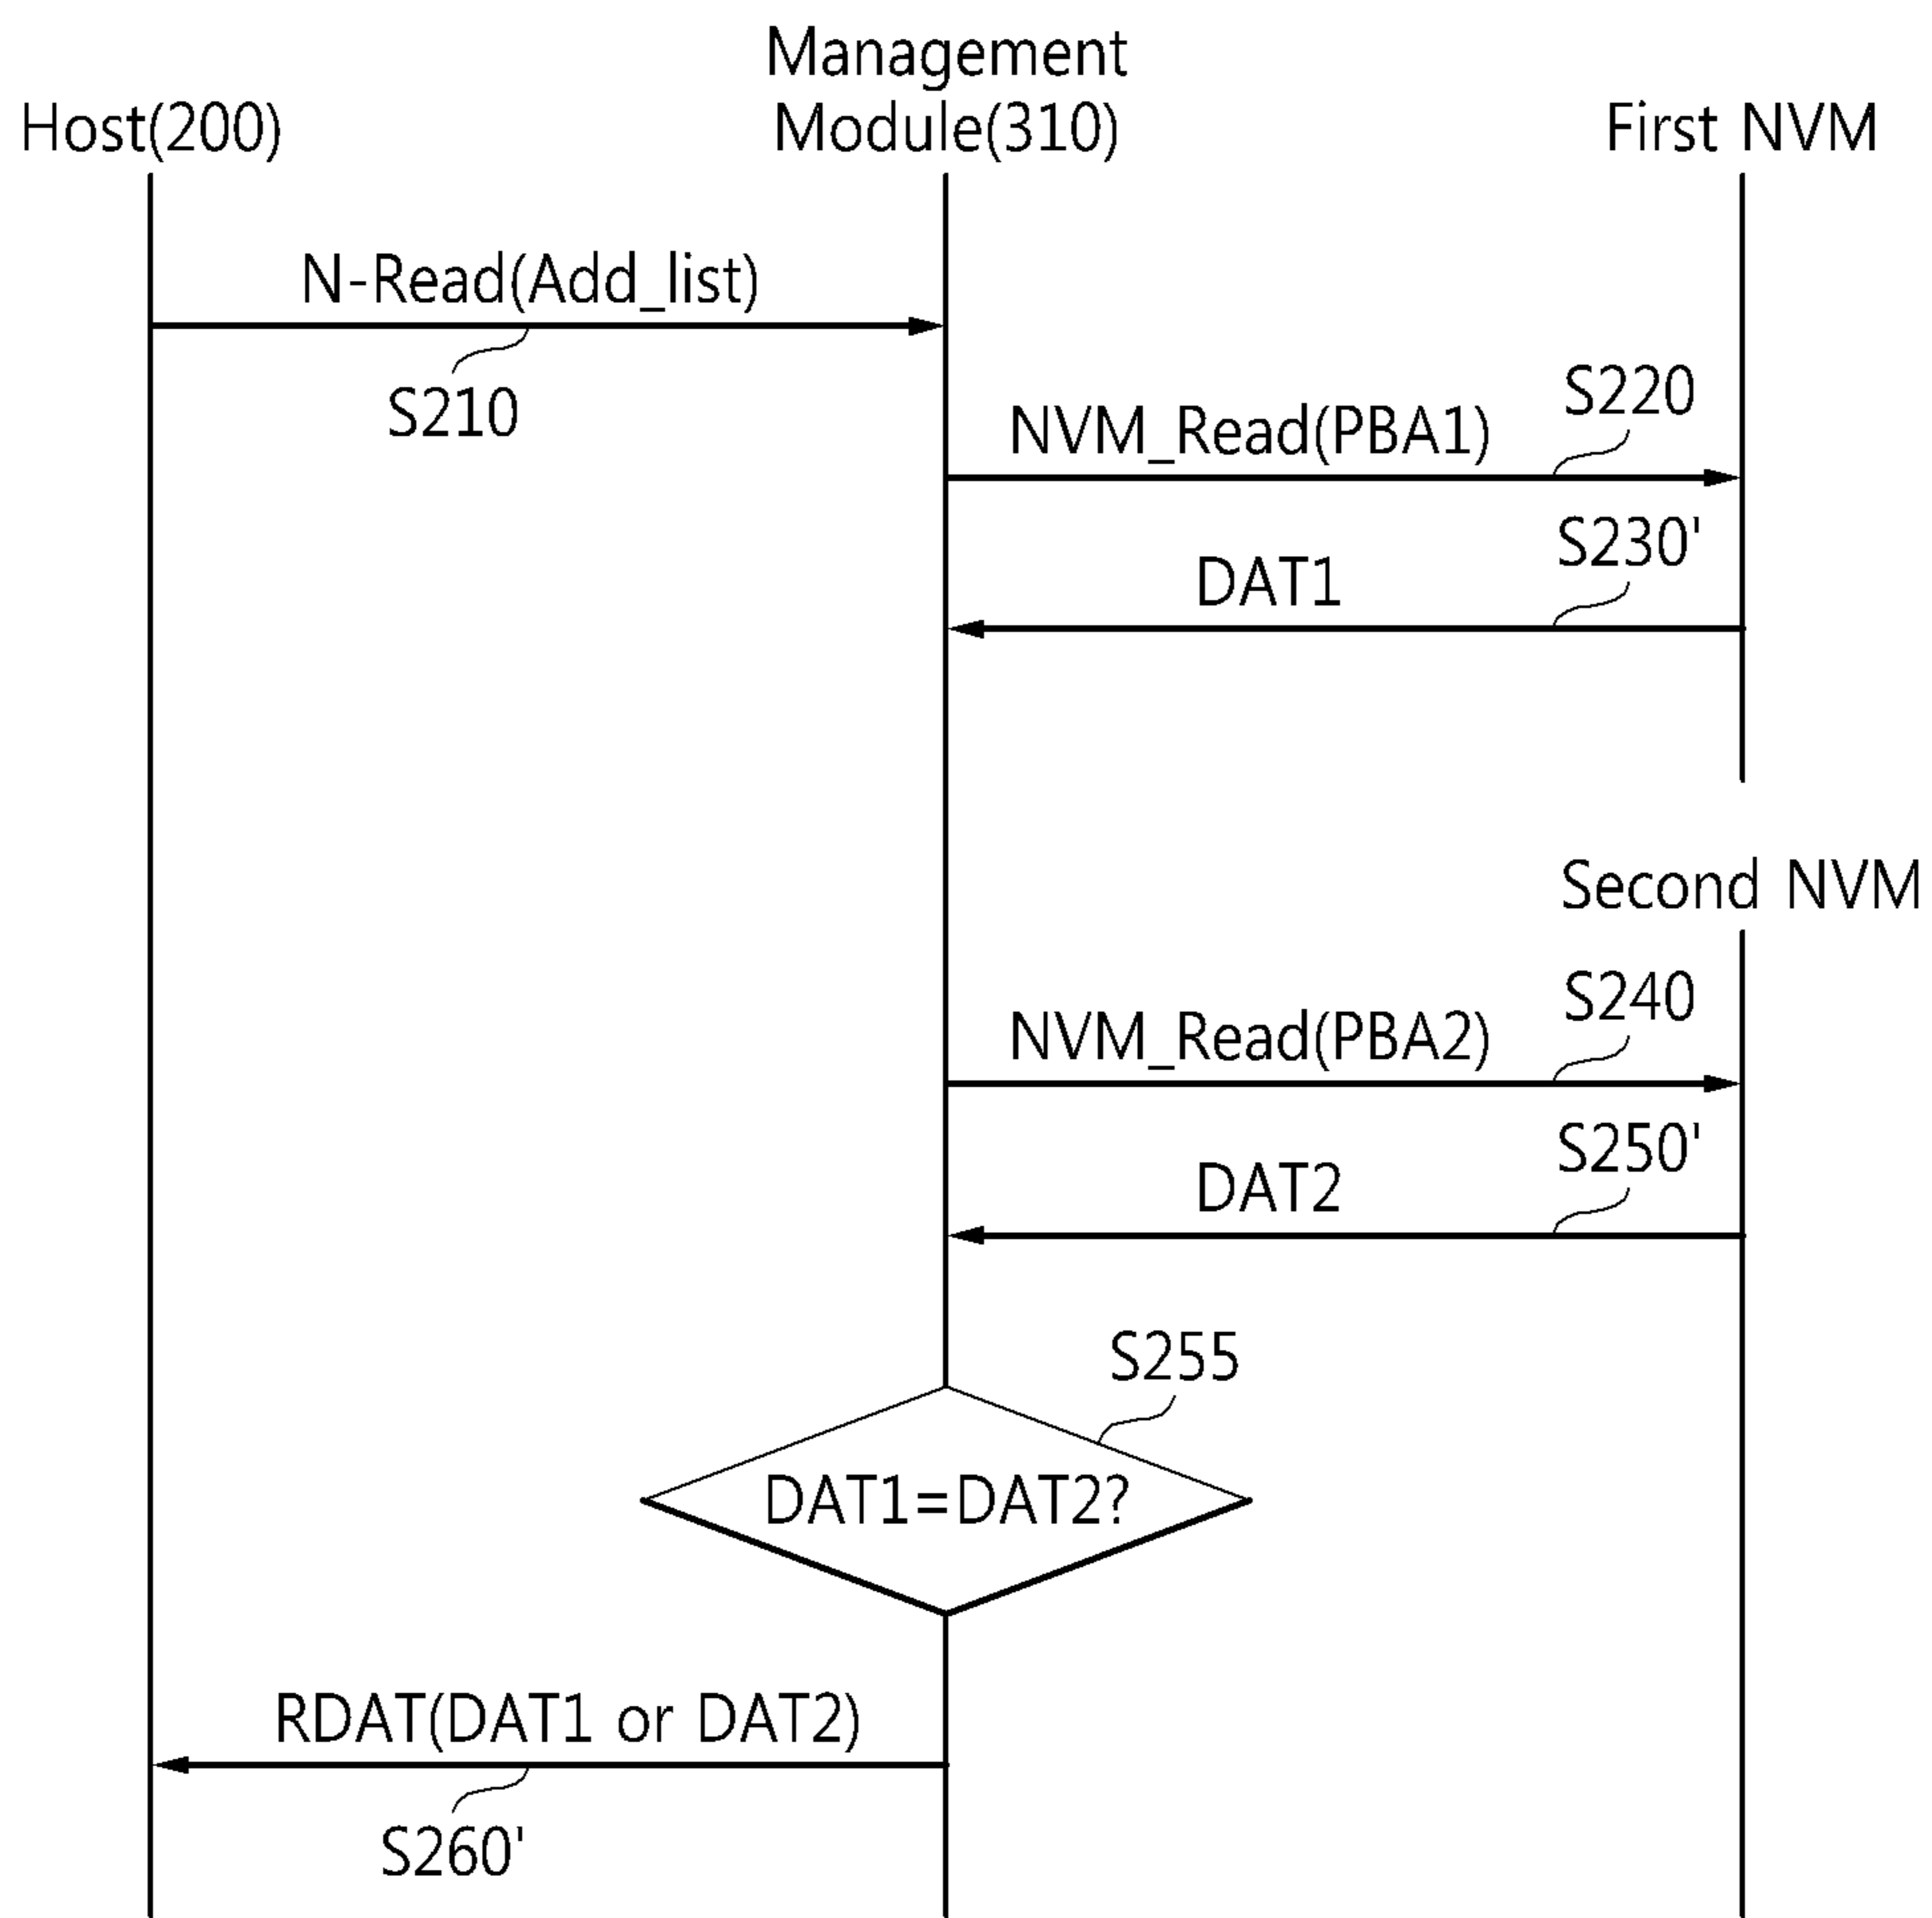 Management
Host(200)
Module(310)
First NVM
N-Read(Add_list)
S210
S220
NVM_Read(PBA1)
S230'
DAT1
Second NVM
S240
NVM_Read(PBA2)
S250'
DAT2
S255
DAT1=DAT2?
RDAT(DAT1 or DAT2)
S260'